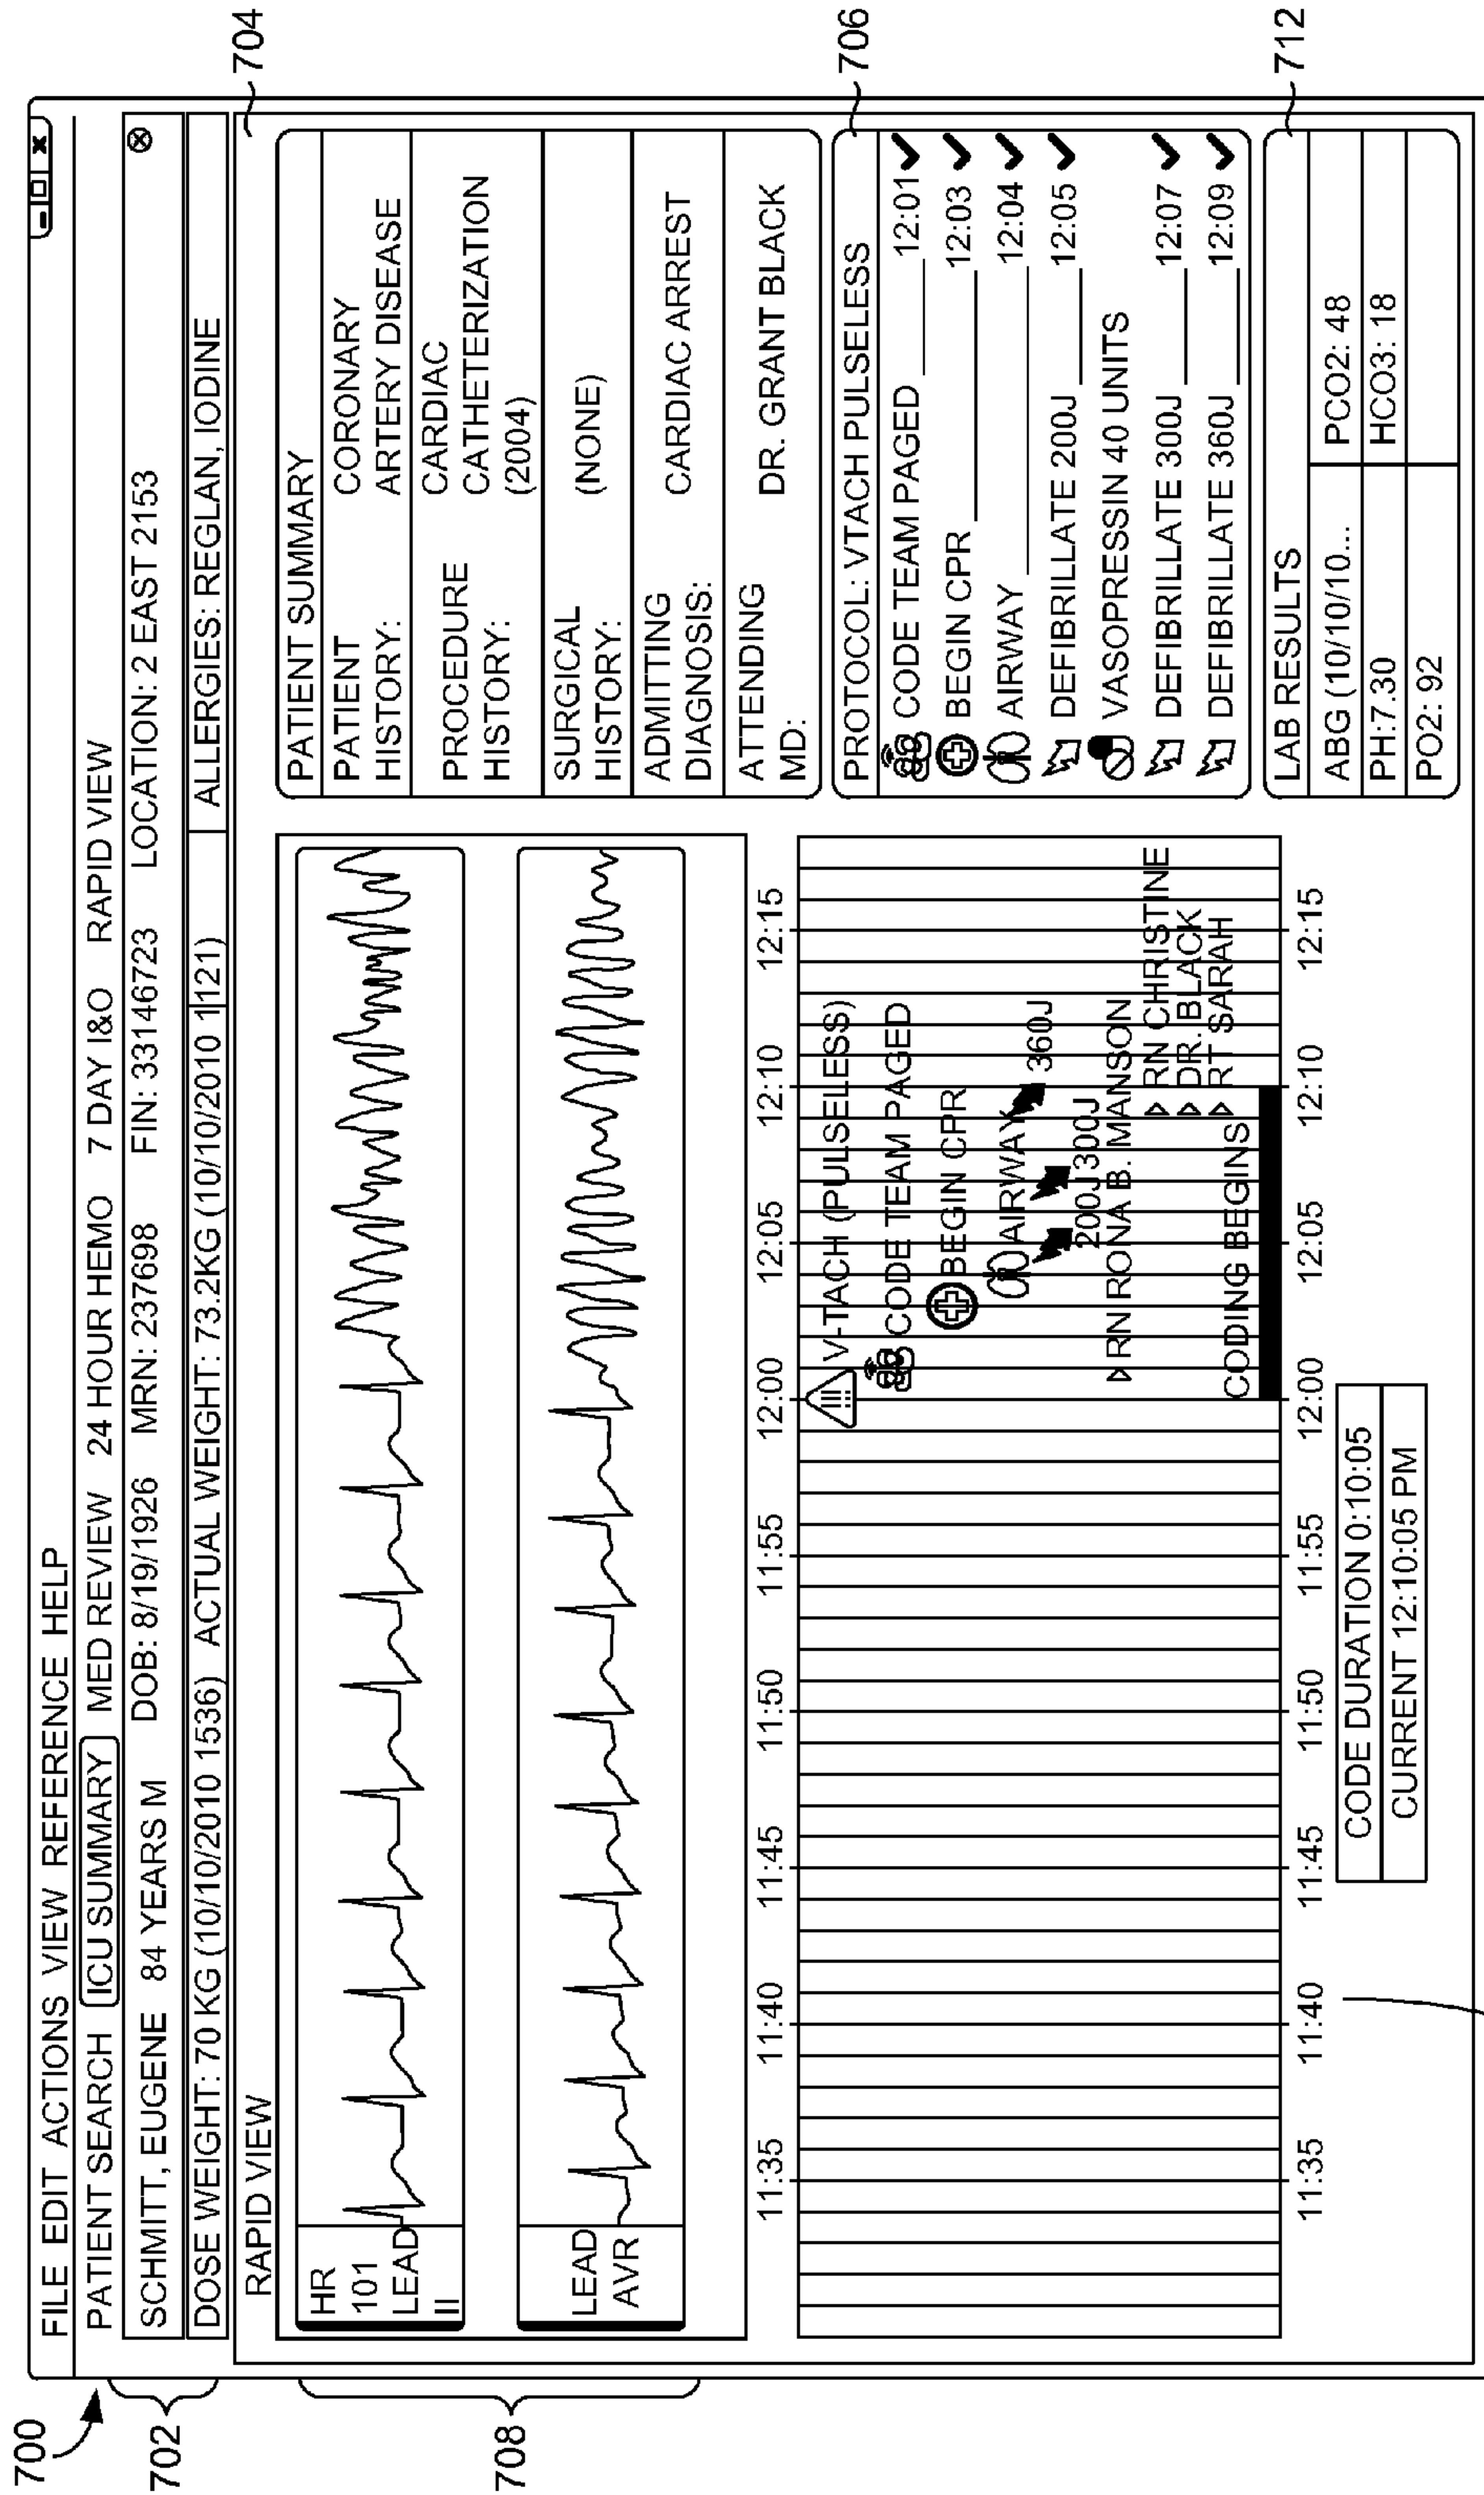 700
702
708
704
706
712
FILE EDIT ACTIONS VIEW REFERENCE HELP
PATIENT SEARCH ICU SUMMARY MED REVIEW 24 HOUR HEMO 7 DAY I&O RAPID VIEW
SCHMITT, EUGENE 84 YEARS M DOB: 8/19/1926 MRN: 237698 FIN: 33146723 LOCATION: 2 EAST 2153
DOSE WEIGHT: 70 KG (10/10/2010 1536) ACTUAL WEIGHT: 73.2KG (10/10/2010 1121) ALLERGIES: REGLAN, IODINE
RAPID VIEW
HR
101
LEAD
II
LEAD
AVR
11:35 11:40 11:45 11:50 11:55 12:00 12:05 12:10 12:15
V-TACH (PULSELESS)
CODE TEAM PAGED
BEGIN CPR
AIRWAY
360J
200J 300J
RN RONA B. MANSON
RN CHRISTINE
DR. BLACK
RT SARAH
CODING BEGINS
11:35 11:40 11:45 11:50 11:55 12:00 12:05 12:10 12:15
CODE DURATION 0:10:05
CURRENT 12:10:05 PM
PATIENT SUMMARY
PATIENT CORONARY
HISTORY: ARTERY DISEASE
CARDIAC
PROCEDURE CATHETERIZATION
HISTORY: (2004)
SURGICAL (NONE)
HISTORY:
ADMITTING CARDIAC ARREST
DIAGNOSIS:
ATTENDING DR. GRANT BLACK
MD:
PROTOCOL: VTACH PULSELESS
CODE TEAM PAGED 12:01
BEGIN CPR 12:03
AIRWAY 12:04
DEFIBRILLATE 200J 12:05
VASOPRESSIN 40 UNITS
DEFIBRILLATE 300J 12:07
DEFIBRILLATE 360J 12:09
LAB RESULTS
ABG (10/10/10... PCO2: 48
PH:7.30 HCO3: 18
PO2: 92